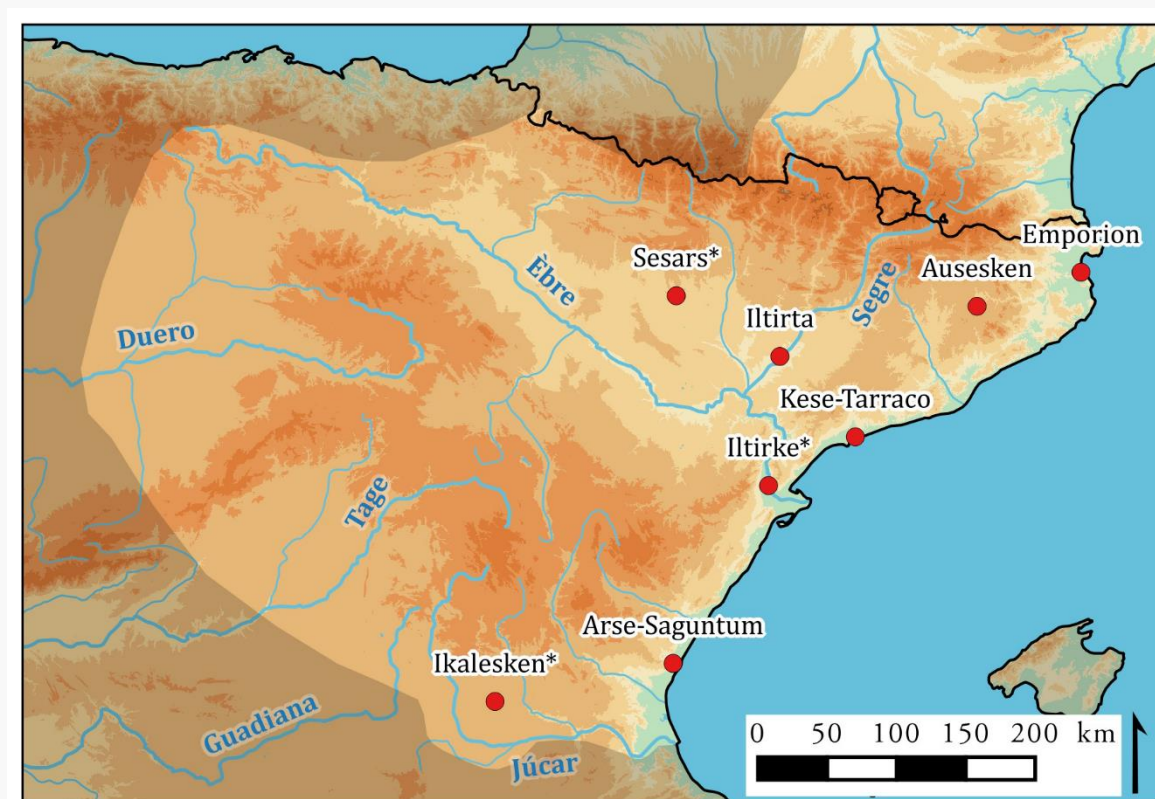 Emporion
Sesars*
Ausesken
Èbre
Segre
Iltirta
Duero
Kese-Tarraco
Iltirke*
Tage
Arse-Saguntum
Ikalesken*
Guadiana
Júcar
0 50 100 150 200 km